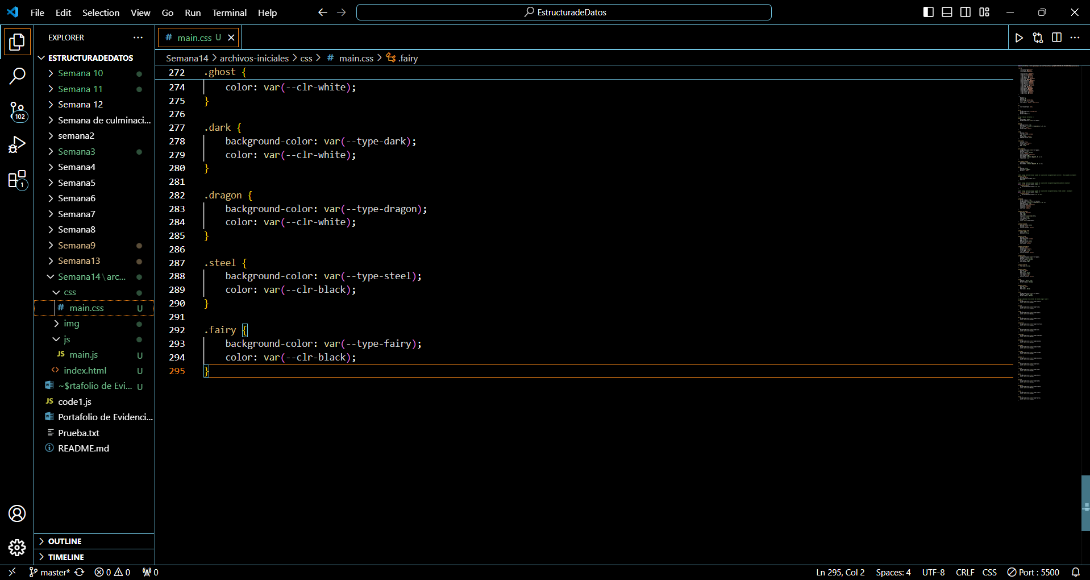 File Edit Selection View Go Run Terminal Help
EstructuradeDatos
EXPLORER
main.css U
ESTRUCTURADEDATOS
Semana14 > archivos-iniciales > css > # main.css > .fairy
Semana 10
Semana 11
Semana 12
Semana de culminaci...
semana2
Semana3
Semana4
Semana5
Semana6
Semana7
Semana8
Semana9
Semana13
Semana14 \ arc...
css
# main.css U
img
js
JS main.js U
<> index.html U
~$rtafolio de Evi... U
JS code1.js
Portafolio de Evidenci...
Prueba.txt
README.md
OUTLINE
TIMELINE
102
1
272 .ghost {
274 color: var(--clr-white);
275 }
276
277 .dark {
278 background-color: var(--type-dark);
279 color: var(--clr-white);
280 }
281
282 .dragon {
283 background-color: var(--type-dragon);
284 color: var(--clr-white);
285 }
286
287 .steel {
288 background-color: var(--type-steel);
289 color: var(--clr-black);
290 }
291
292 .fairy {
293 background-color: var(--type-fairy);
294 color: var(--clr-black);
295 }
master* 0 0 0 Ln 295, Col 2 Spaces: 4 UTF-8 CRLF CSS Port : 5500